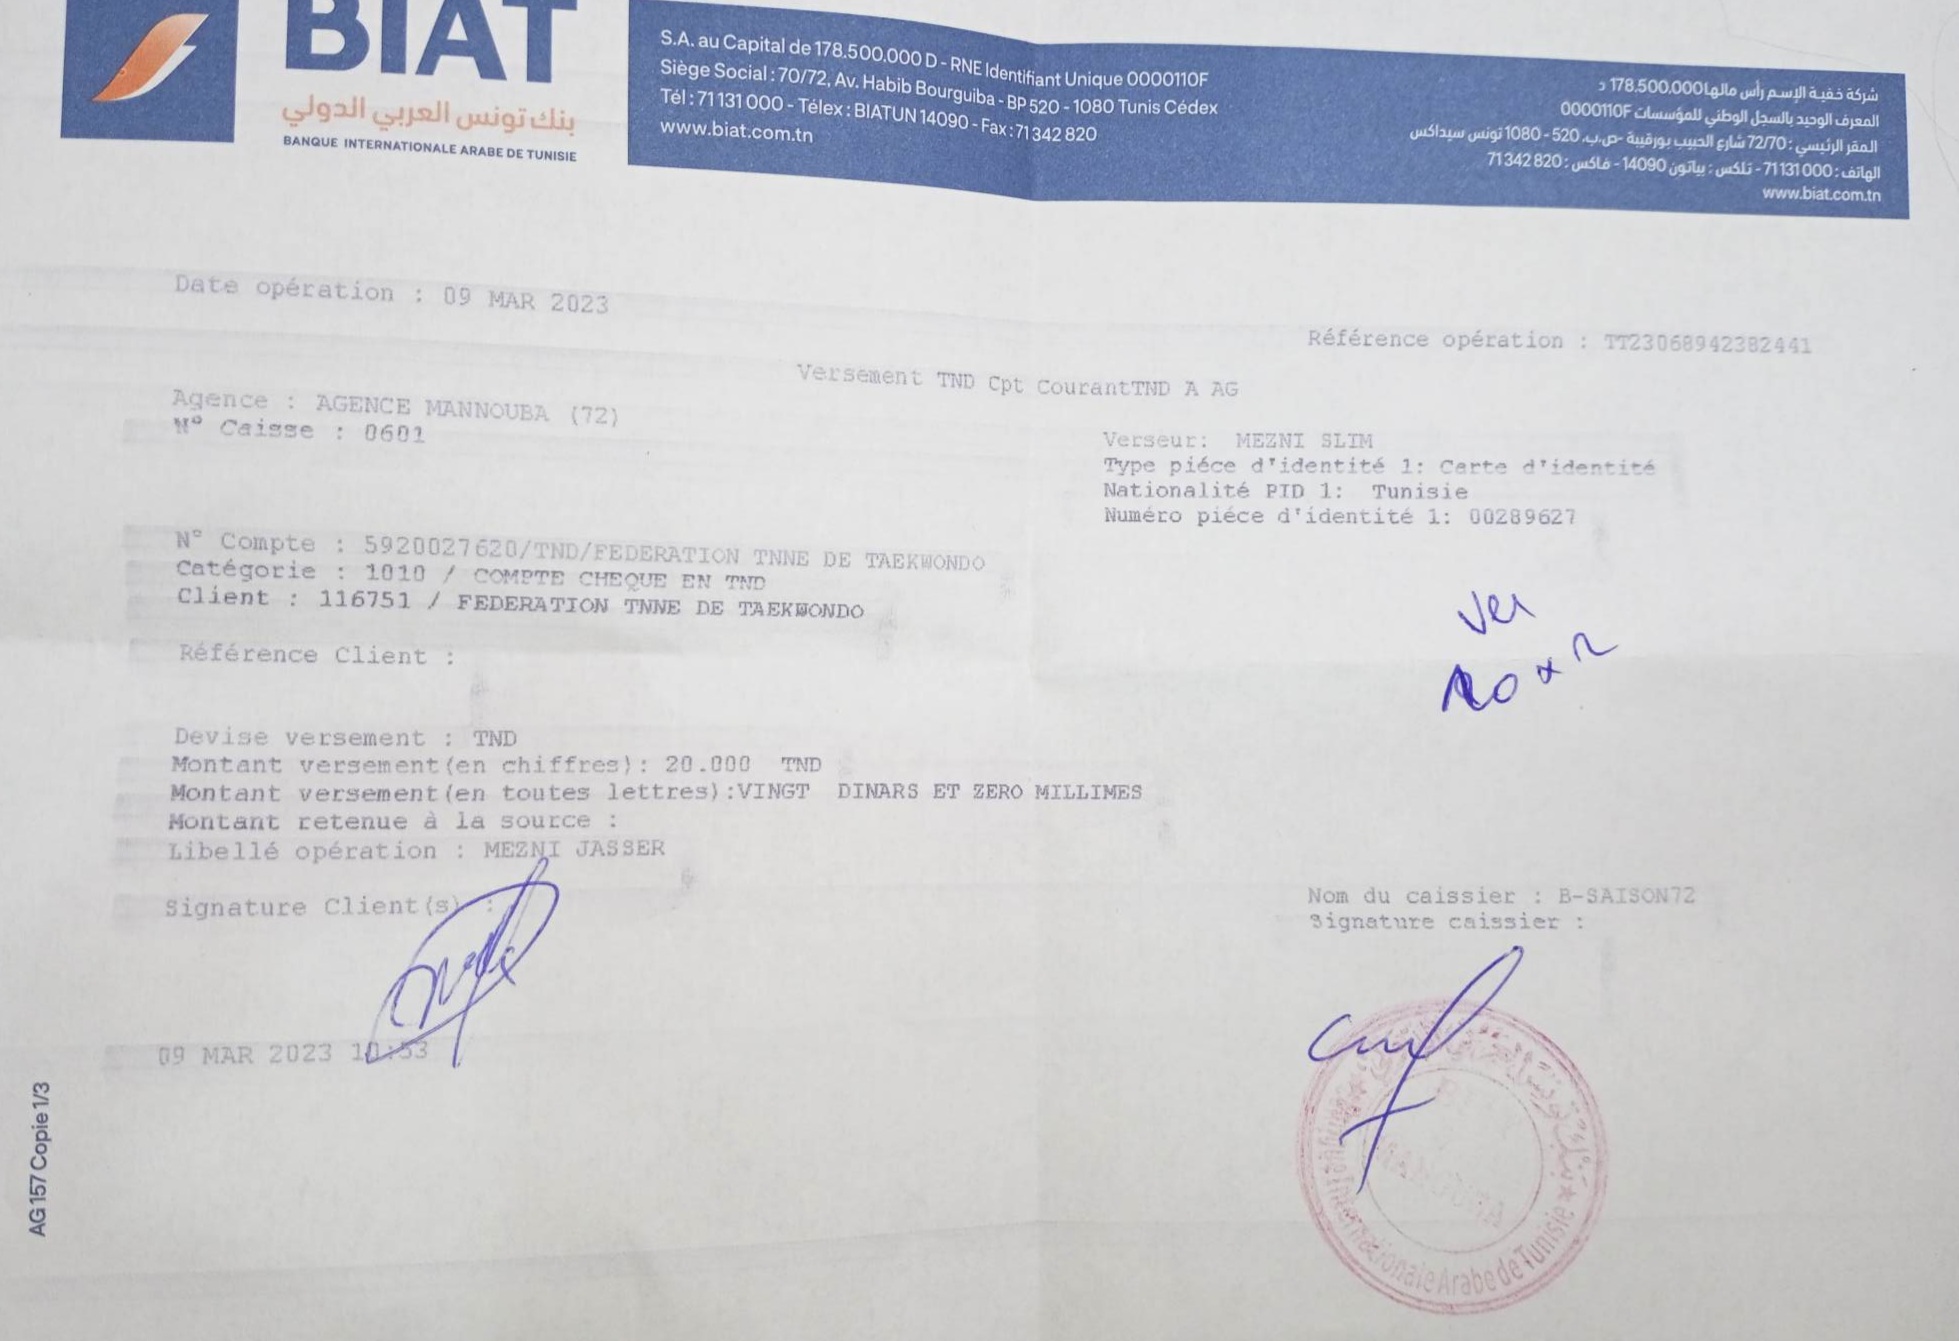 BIAT
بنك تونس العربي الدولي
BANQUE INTERNATIONALE ARABE DE TUNISIE
S.A. au Capital de 178.500.000 D - RNE Identifiant Unique 0000110F
Siège Social : 70/72, Av. Habib Bourguiba - BP 520 - 1080 Tunis Cédex
Tél : 71 131 000 - Télex : BIATUN 14090 - Fax : 71 342 820
www.biat.com.tn
شركة خفية الإسم رأس مالها 178.500.000 د
المعرف الوحيد بالسجل الوطني للمؤسسات 0000110F
المقر الرئيسي : 72/70 شارع الحبيب بورقيبة -ص.ب. 520 - 1080 تونس سيداكس
الهاتف : 71131000 - تلكس : بياتون 14090 - فاكس : 71342820
www.biat.com.tn
Date opération : 09 MAR 2023
Référence opération : TT23068942382441
Versement TND Cpt CourantTND A AG
Agence : AGENCE MANNOUBA (72)
N° Caisse : 0601
Verseur: MEZNI SLIM
Type piéce d'identité 1: Carte d'identité
Nationalité PID 1: Tunisie
Numéro piéce d'identité 1: 00289627
N° Compte : 5920027620/TND/FEDERATION TNNE DE TAEKWONDO
Catégorie : 1010 / COMPTE CHEQUE EN TND
Client : 116751 / FEDERATION TNNE DE TAEKWONDO
Ver
Référence Client :
Devise versement : TND
Montant versement(en chiffres): 20.000 TND
Montant versement(en toutes lettres):VINGT DINARS ET ZERO MILLIMES
Montant retenue à la source :
Libellé opération : MEZNI JASSER
Signature Client(s) :
Nom du caissier : B-SAISON72
Signature caissier :
09 MAR 2023
Banque Internationale Arabe de Tunisie
AG 157 Copie 1/3